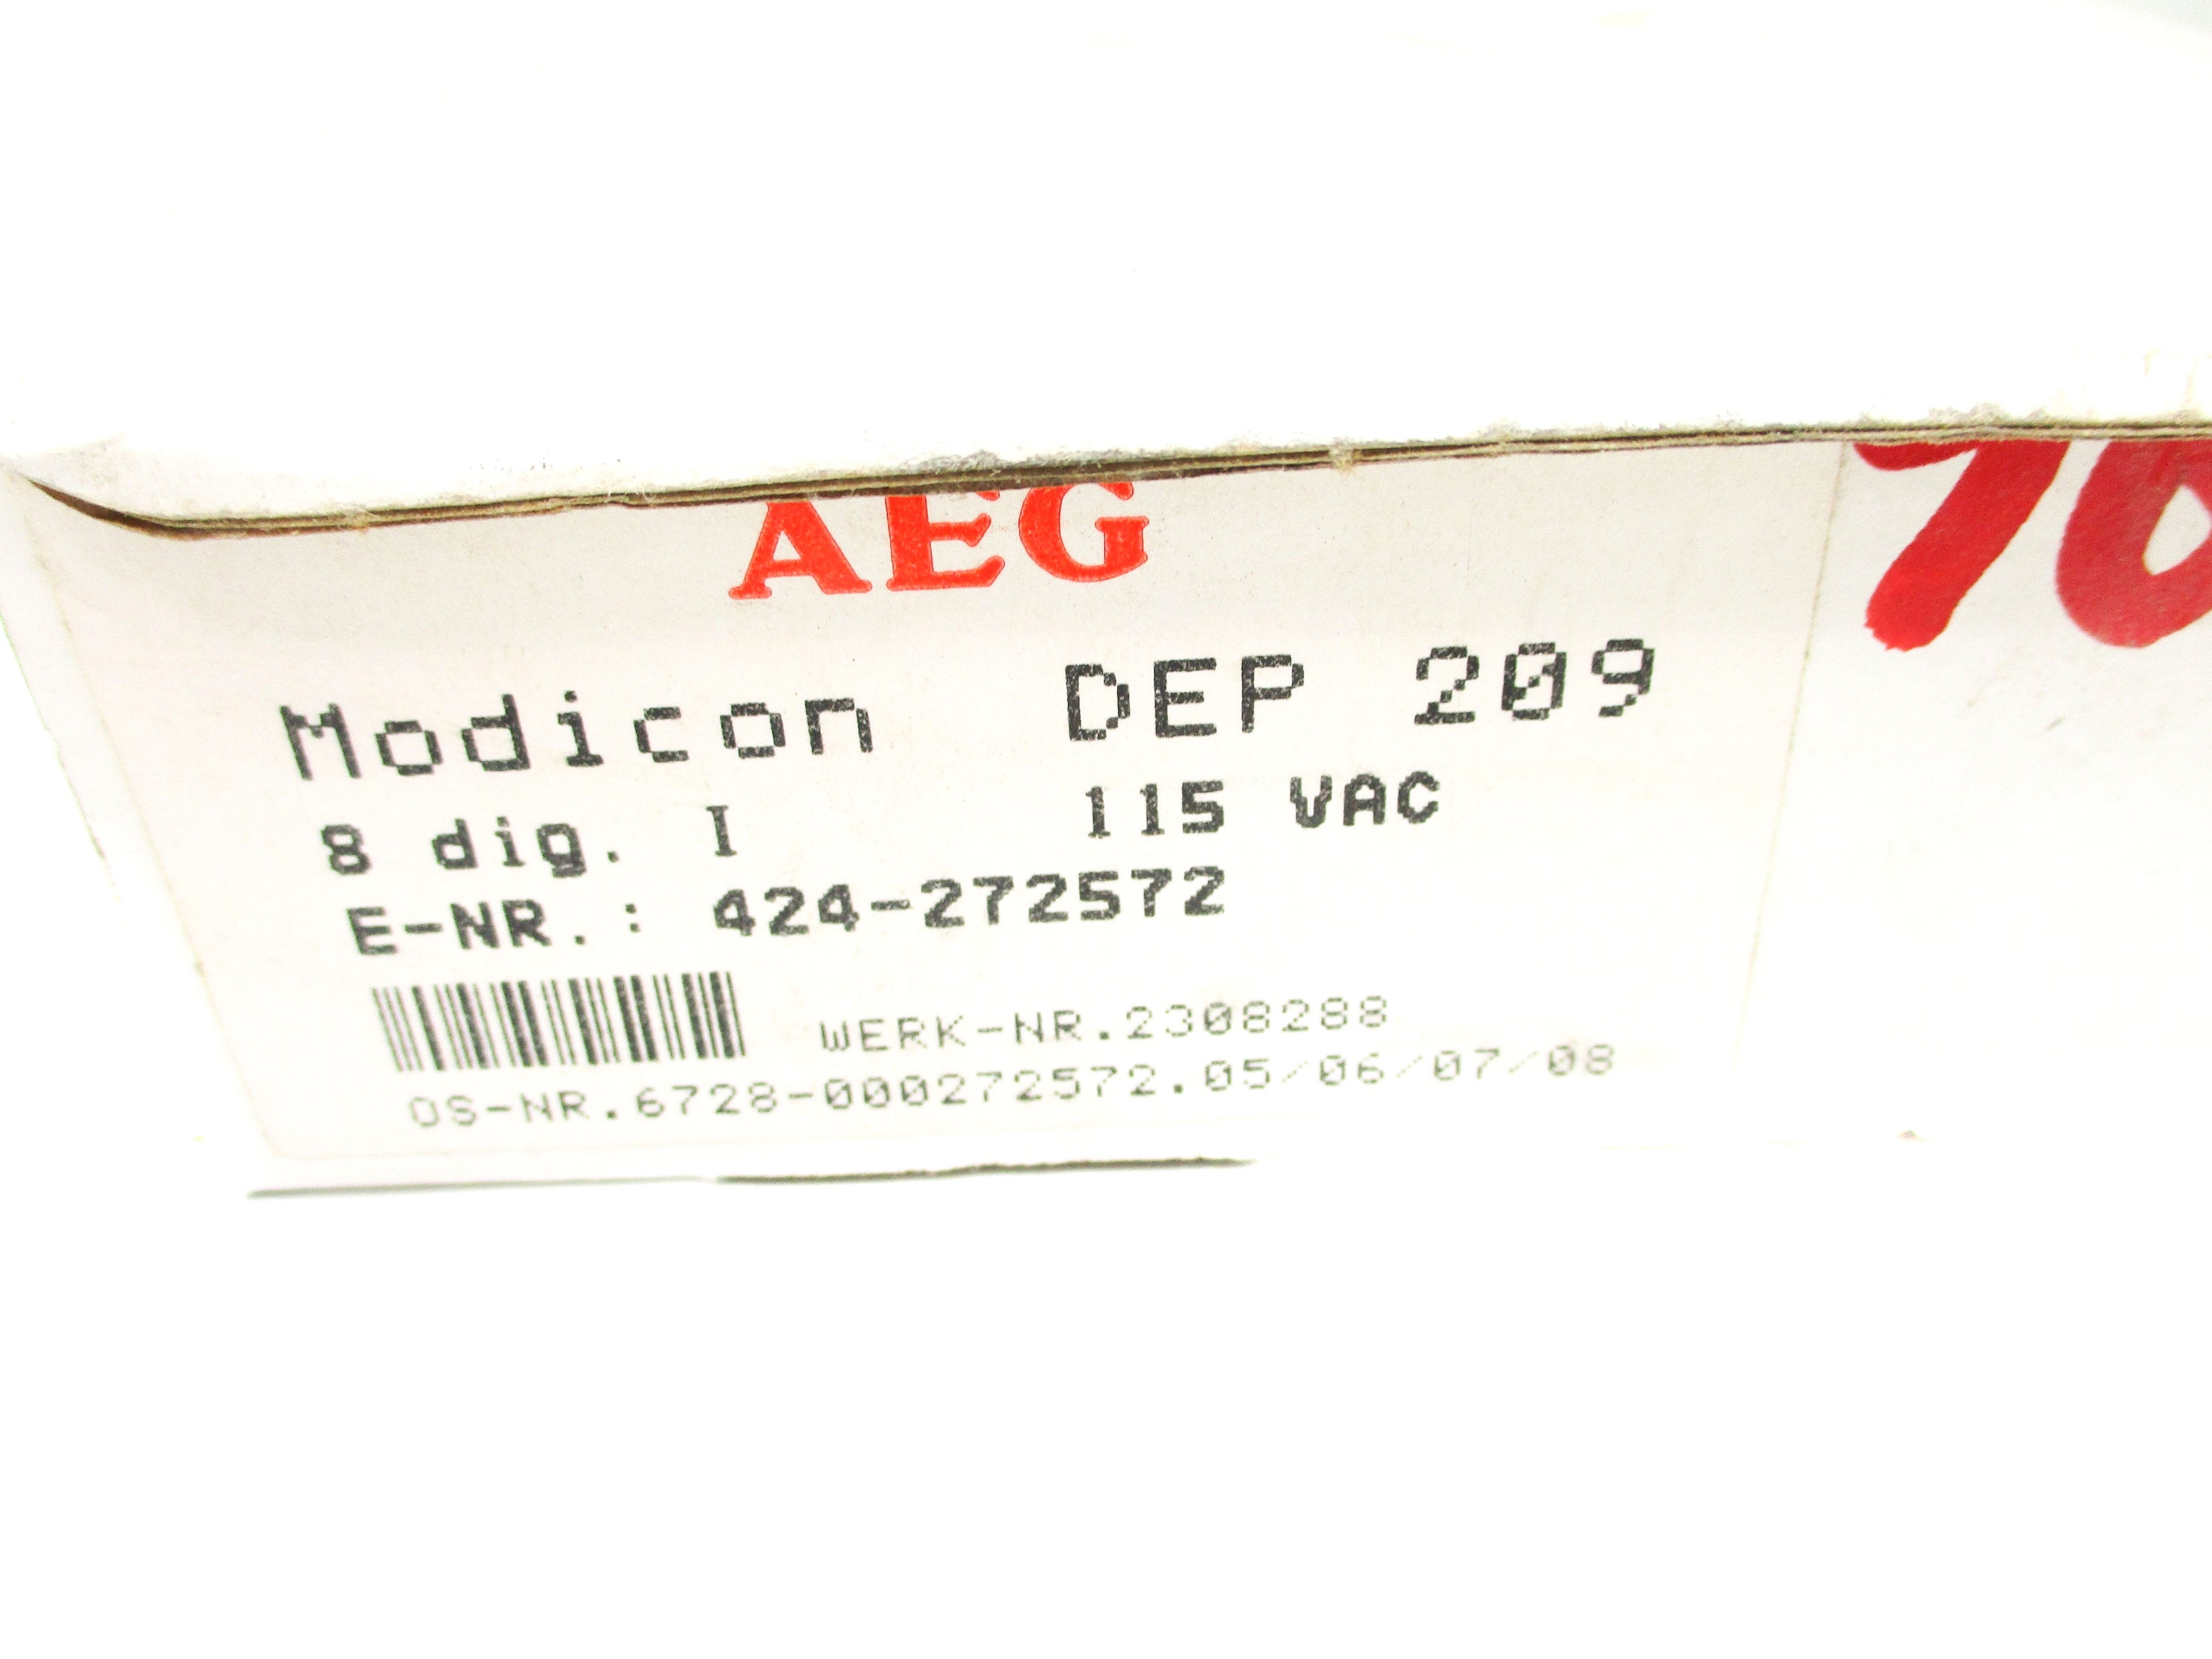 AEG
Modicon DEP 209
8 dig. I 115 VAC
E-NR.: 424-272572
WERK-NR.2308288
OS-NR.6728-000272572.05/06/07/08